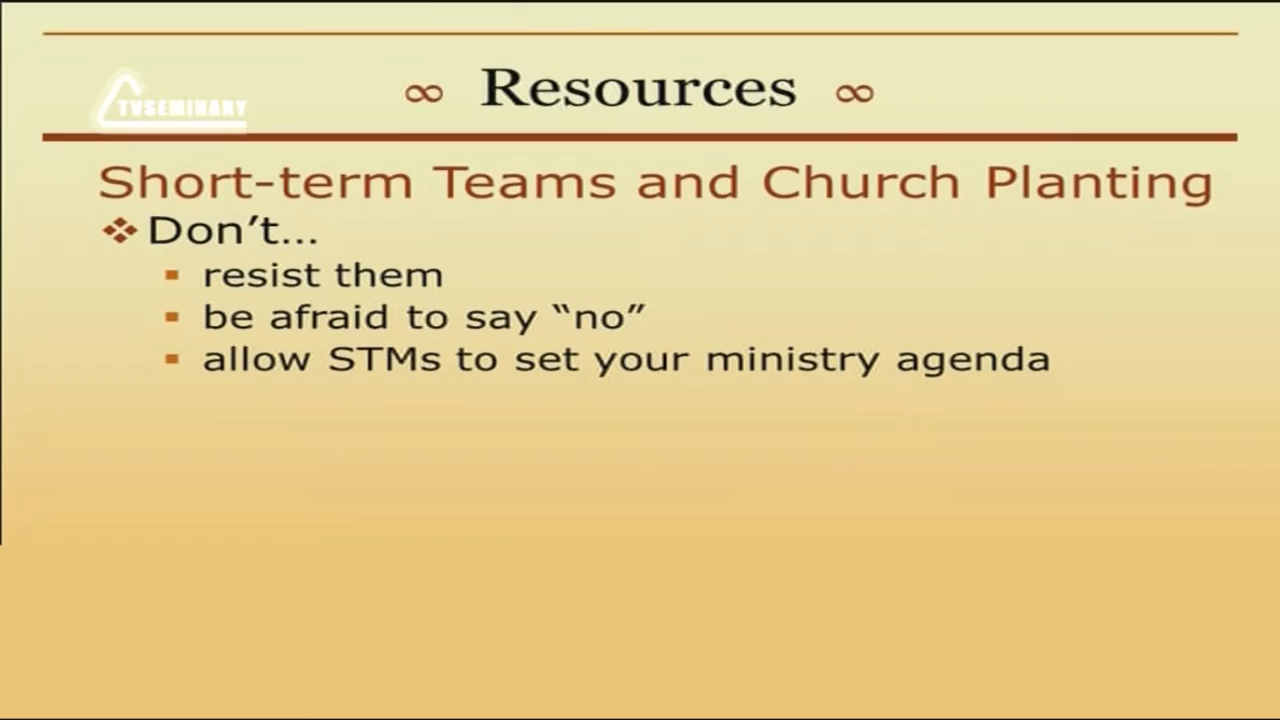 TVSEMINARY
∞ Resources ∞
Short-term Teams and Church Planting
❖ Don’t…
▪ resist them
▪ be afraid to say “no”
▪ allow STMs to set your ministry agenda